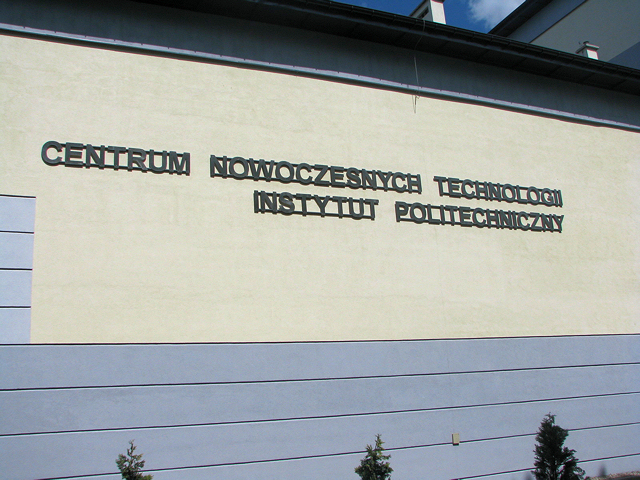 CENTRUM NOWOCZESNYCH TECHNOLOGII
INSTYTUT POLITECHNICZNY